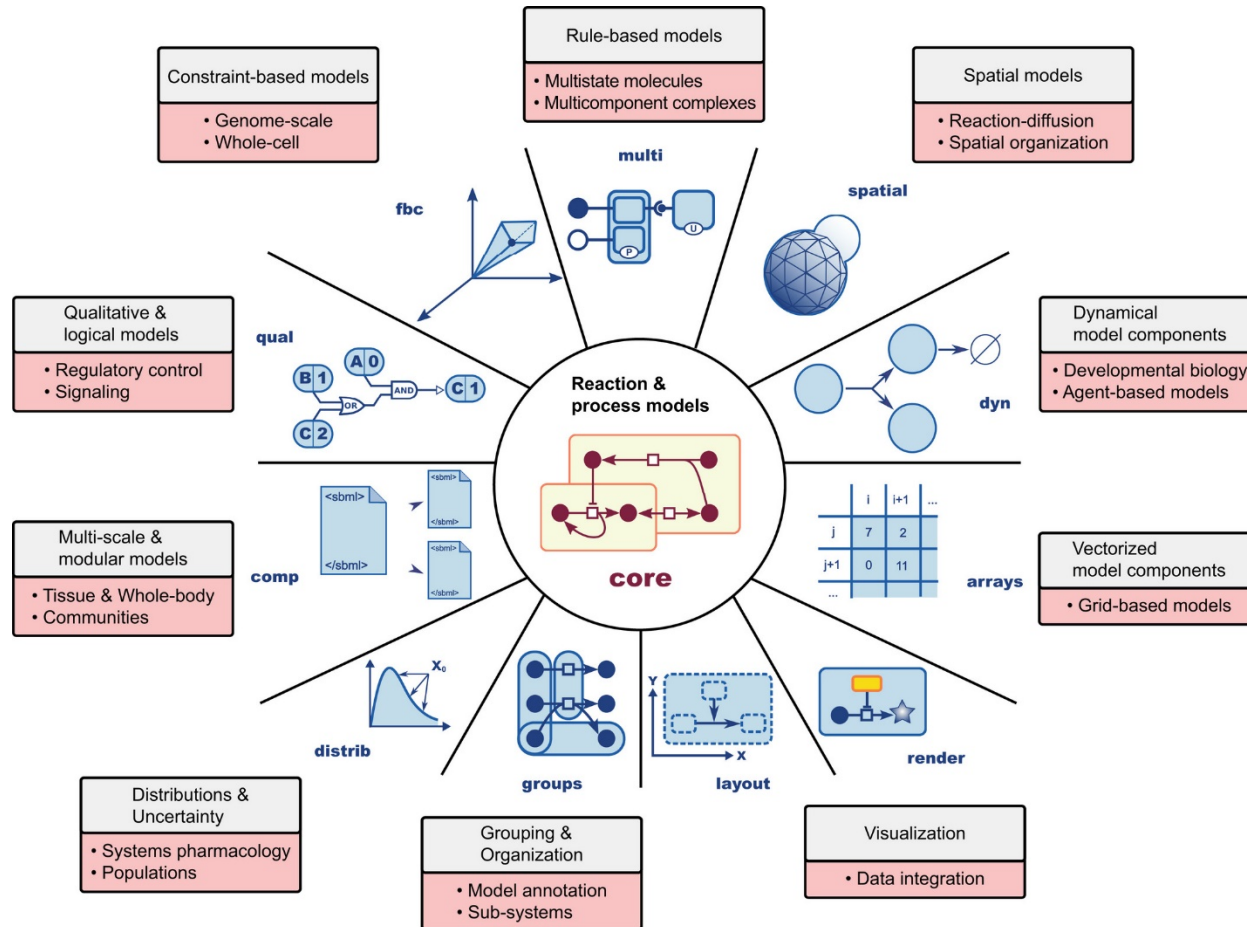 Rule-based models
• Multistate molecules
• Multicomponent complexes
multi
P
U
Constraint-based models
• Genome-scale
• Whole-cell
fbc
Spatial models
• Reaction-diffusion
• Spatial organization
spatial
Qualitative &
logical models
• Regulatory control
• Signaling
qual
A 0
B 1
OR
AND
C 1
C 2
Dynamical
model components
• Developmental biology
• Agent-based models
dyn
Reaction &
process models
core
Multi-scale &
modular models
• Tissue & Whole-body
• Communities
comp
<sbml>
</sbml>
<sbml>
</sbml>
<sbml>
</sbml>
i i+1 ...
j 7 2
j+1 0 11
...
arrays
Vectorized
model components
• Grid-based models
X₀
distrib
Distributions &
Uncertainty
• Systems pharmacology
• Populations
groups
Grouping &
Organization
• Model annotation
• Sub-systems
Y
X
layout
render
Visualization
• Data integration